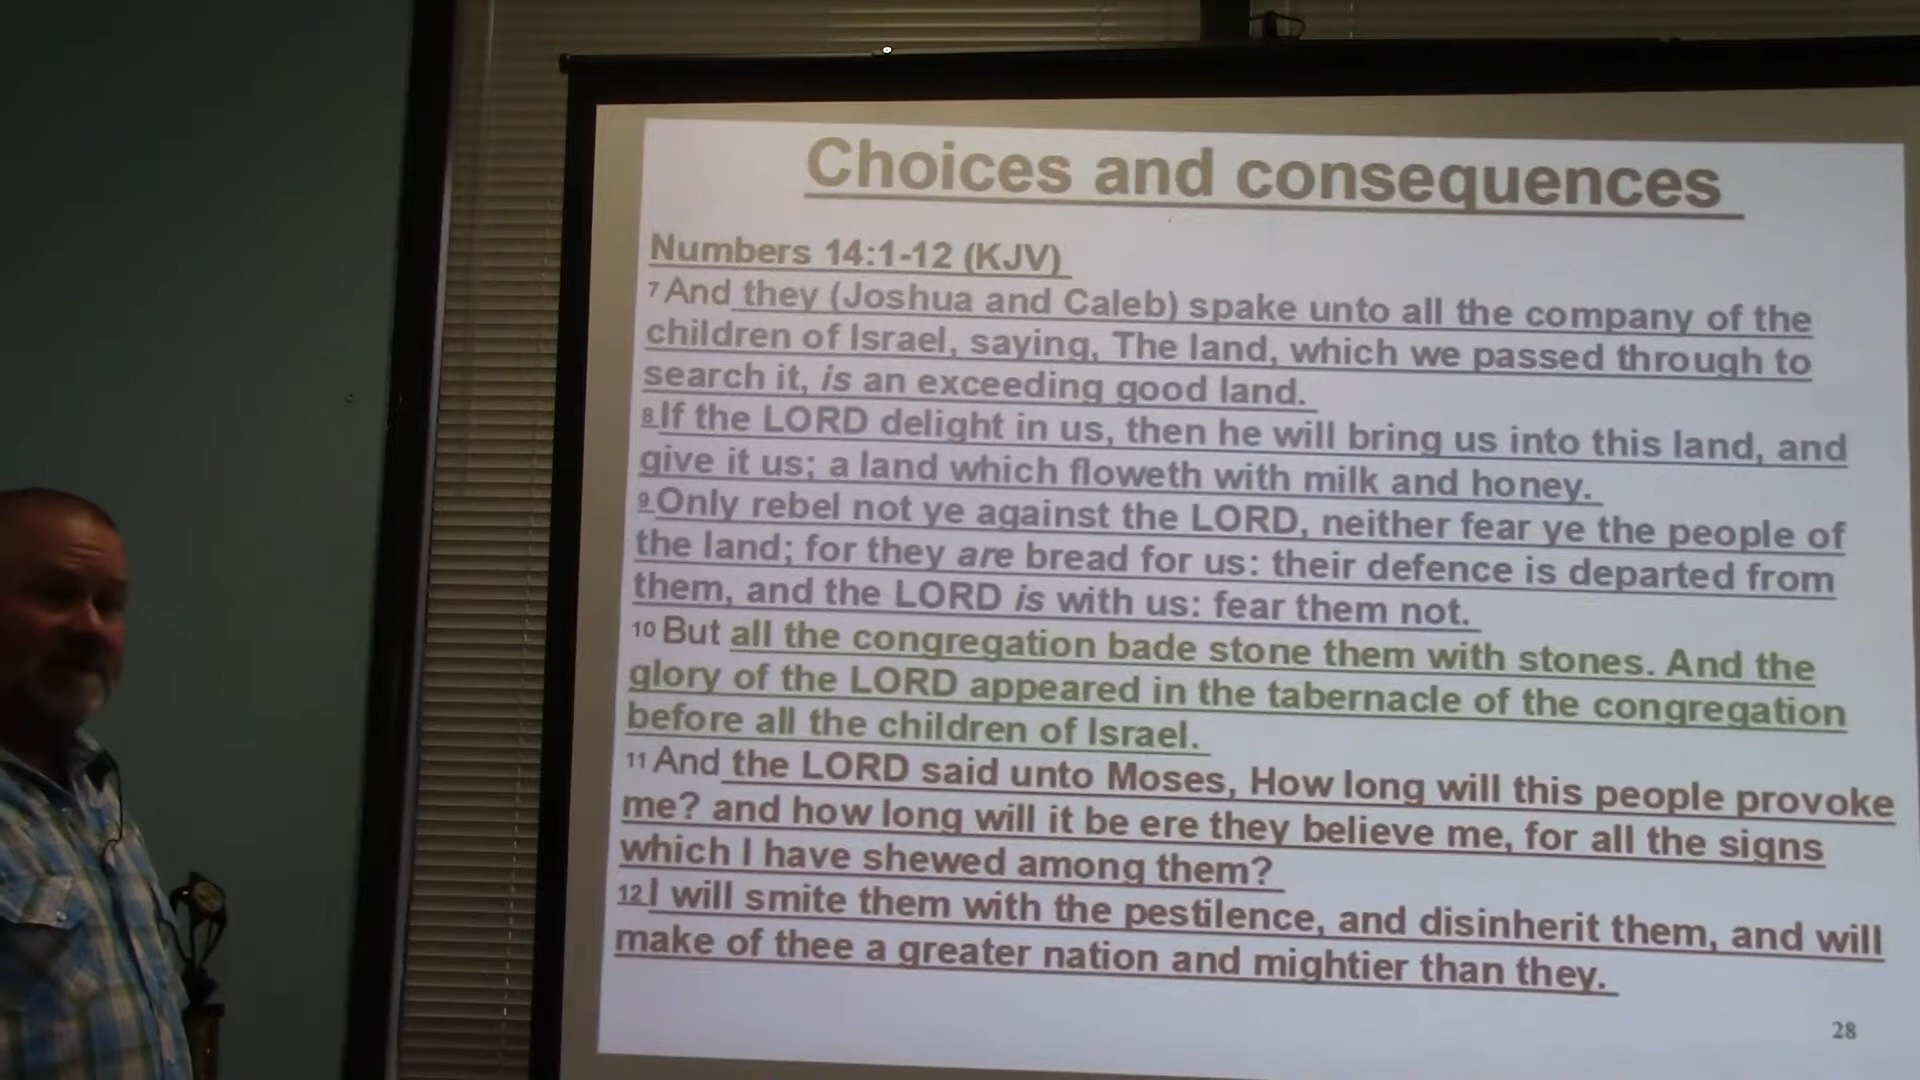 Choices and consequences
Numbers 14:1-12 (KJV)
7 And they (Joshua and Caleb) spake unto all the company of the
children of Israel, saying, The land, which we passed through to
search it, is an exceeding good land.
8 If the LORD delight in us, then he will bring us into this land, and
give it us; a land which floweth with milk and honey.
9 Only rebel not ye against the LORD, neither fear ye the people of
the land; for they are bread for us: their defence is departed from
them, and the LORD is with us: fear them not.
10 But all the congregation bade stone them with stones. And the
glory of the LORD appeared in the tabernacle of the congregation
before all the children of Israel.
11 And the LORD said unto Moses, How long will this people provoke
me? and how long will it be ere they believe me, for all the signs
which I have shewed among them?
12 I will smite them with the pestilence, and disinherit them, and will
make of thee a greater nation and mightier than they.
28